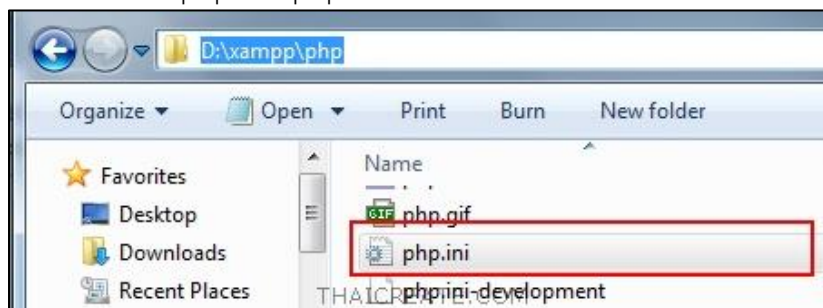 D:\xampp\php
Organize Open Print Burn New folder
Favorites
Desktop
Downloads
Recent Places
Name
php.gif
php.ini
php.ini-development
THAICREATE.COM